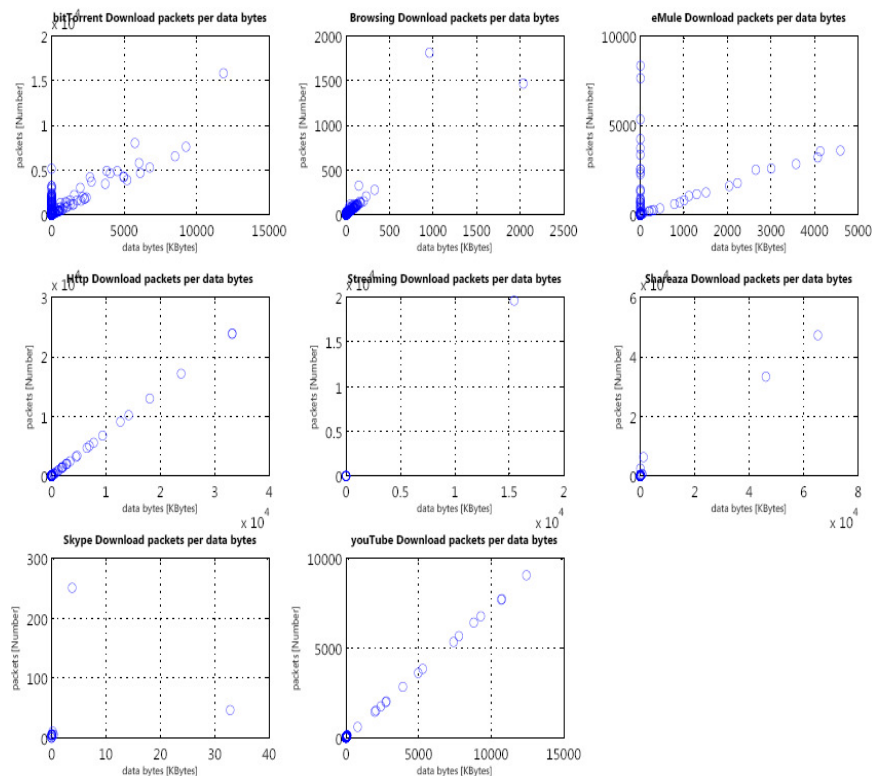 bitTorrent Download packets per data bytes
x 10^4
packets [Number]
2
1.5
1
0.5
0
0 5000 10000 15000
data bytes [KBytes]
Browsing Download packets per data bytes
packets [Number]
2000
1500
1000
500
0
0 500 1000 1500 2000 2500
data bytes [KBytes]
eMule Download packets per data bytes
packets [Number]
10000
5000
0
0 1000 2000 3000 4000 5000
data bytes [KBytes]
Http Download packets per data bytes
x 10^4
packets [Number]
3
2
1
0
0 1 2 3 4
data bytes [KBytes]
x 10^4
Streaming Download packets per data bytes
x 10^4
packets [Number]
2
1.5
1
0.5
0
0 0.5 1 1.5 2
data bytes [KBytes]
x 10^4
Shareaza Download packets per data bytes
x 10^4
packets [Number]
6
4
2
0
0 2 4 6 8
data bytes [KBytes]
x 10^4
Skype Download packets per data bytes
packets [Number]
300
200
100
0
0 10 20 30 40
data bytes [KBytes]
youTube Download packets per data bytes
packets [Number]
10000
5000
0
0 5000 10000 15000
data bytes [KBytes]